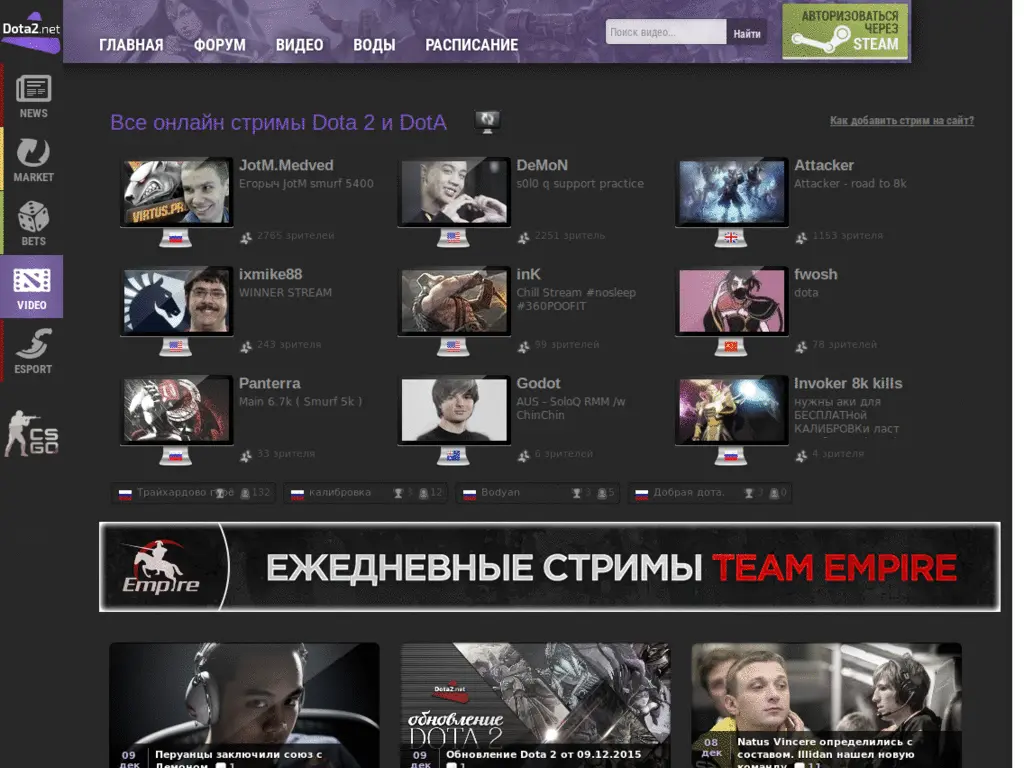 Dota2.net
ГЛАВНАЯ ФОРУМ ВИДЕО ВОДЫ РАСПИСАНИЕ
Поиск видео... Найти
АВТОРИЗОВАТЬСЯ
ЧЕРЕЗ
STEAM
NEWS
MARKET
BETS
VIDEO
ESPORT
CS
GO
Все онлайн стримы Dota 2 и DotA
Как добавить стрим на сайт?
VIRTUS.PR
JotM.Medved
Егорыч JotM smurf 5400
2765 зрителей
DeMoN
s0l0 q support practice
2251 зритель
Attacker
Attacker - road to 8k
1153 зрителя
ixmike88
WINNER STREAM
243 зрителя
inK
Chill Stream #nosleep
#360POOFIT
99 зрителей
fwosh
dota
78 зрителей
Panterra
Main 6.7k ( Smurf 5k )
33 зрителя
Godot
AUS - SoloQ RMM /w
ChinChin
6 зрителей
Invoker 8k kills
нужны аки для
БЕСПЛАТНой
КАЛИБРОВКи ласт
4 зрителя
Трайхардово 132
калибровка 3 12
Bodyan 3 5
Добрая дота. 3 0
Empire
ЕЖЕДНЕВНЫЕ СТРИМЫ TEAM EMPIRE
09
дек
Перуанцы заключили союз с
Демоном 1
Dota2.net
обновление
DOTA 2
09
дек
Обновление Dota 2 от 09.12.2015
1
08
дек
Natus Vincere определились с
составом. Illidan нашел новую
команду 11